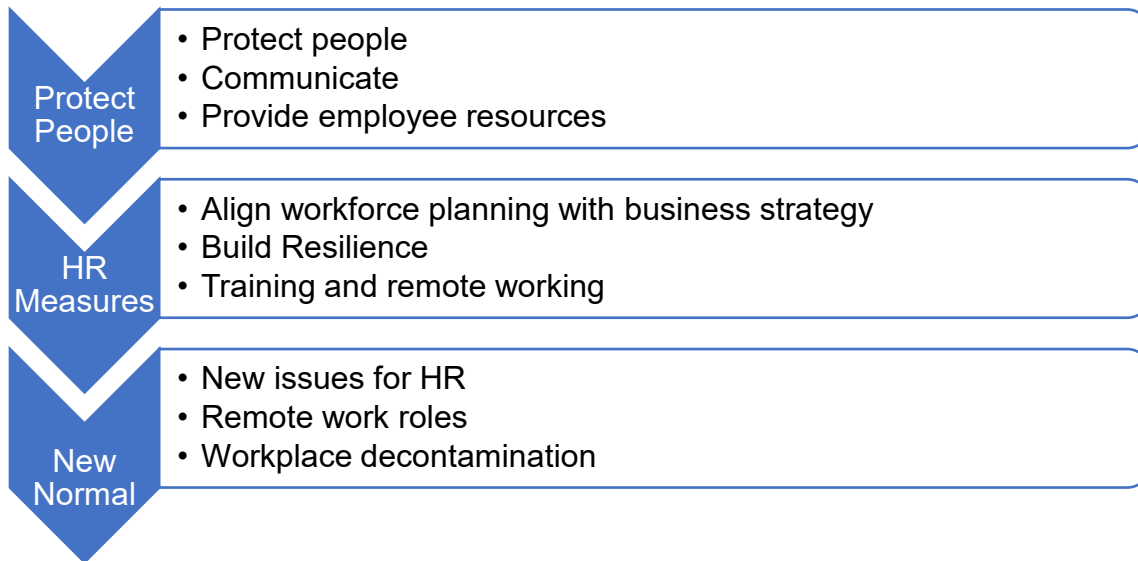 Protect
People
• Protect people
• Communicate
• Provide employee resources
HR
Measures
• Align workforce planning with business strategy
• Build Resilience
• Training and remote working
New
Normal
• New issues for HR
• Remote work roles
• Workplace decontamination